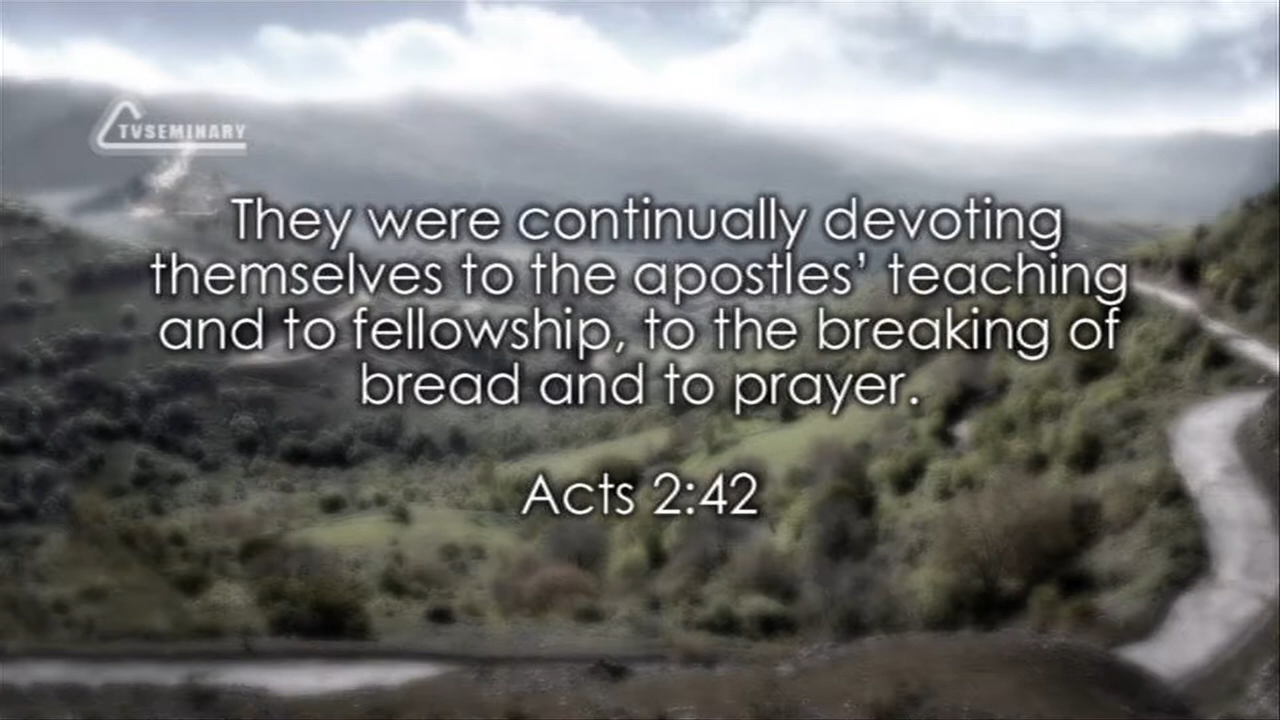 TVSEMINARY
They were continually devoting
themselves to the apostles’ teaching
and to fellowship, to the breaking of
bread and to prayer.
Acts 2:42